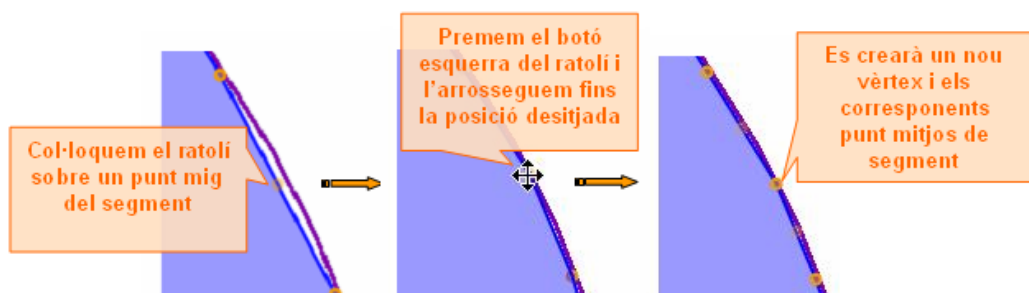 Col·loquem el ratolí
sobre un punt mig
del segment
Premem el botó
esquerra del ratolí i
l'arrosseguem fins
la posició desitjada
Es crearà un nou
vèrtex i els
corresponents
punt mitjos de
segment